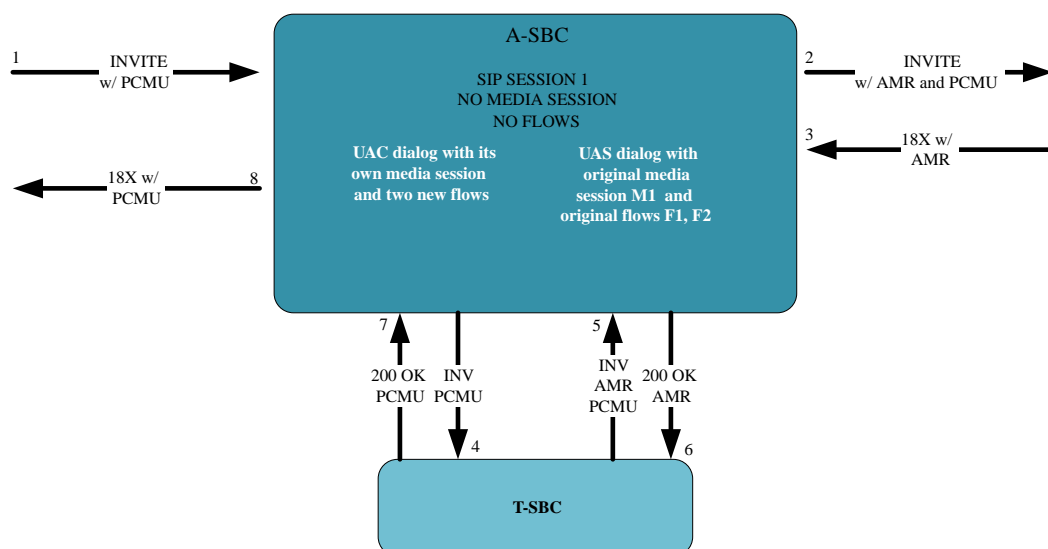 A-SBC
1
INVITE
w/ PCMU
2
INVITE
w/ AMR and PCMU
SIP SESSION 1
NO MEDIA SESSION
NO FLOWS
3
18X w/
AMR
UAC dialog with its
own media session
and two new flows
UAS dialog with
original media
session M1 and
original flows F1, F2
18X w/
PCMU
8
7
5
200 OK
PCMU
INV
PCMU
INV
AMR
PCMU
200 OK
AMR
4
6
T-SBC